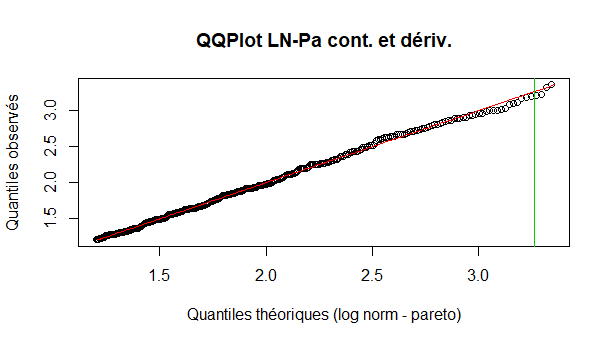 QQPlot LN-Pa cont. et dériv.
Quantiles observés
3.0
2.5
2.0
1.5
1.5 2.0 2.5 3.0
Quantiles théoriques (log norm - pareto)